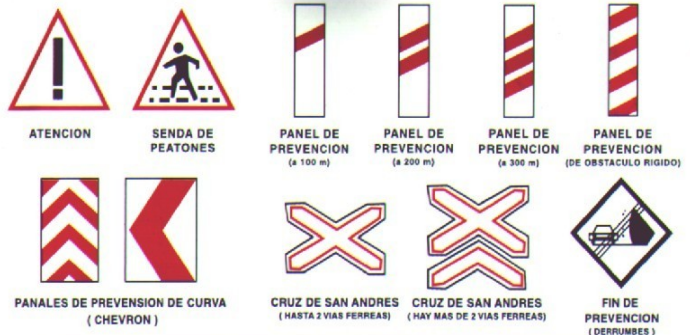 ATENCION
SENDA DE
PEATONES
PANEL DE
PREVENCION
(a 100 m)
PANEL DE
PREVENCION
(a 200 m)
PANEL DE
PREVENCION
(a 300 m)
PANEL DE
PREVENCION
(DE OBSTACULO RIGIDO)
PANALES DE PREVENSION DE CURVA
( CHEVRON )
CRUZ DE SAN ANDRES
( HASTA 2 VIAS FERREAS)
CRUZ DE SAN ANDRES
( HAY MAS DE 2 VIAS FERREAS)
FIN DE
PREVENCION
( DERRUMBES )